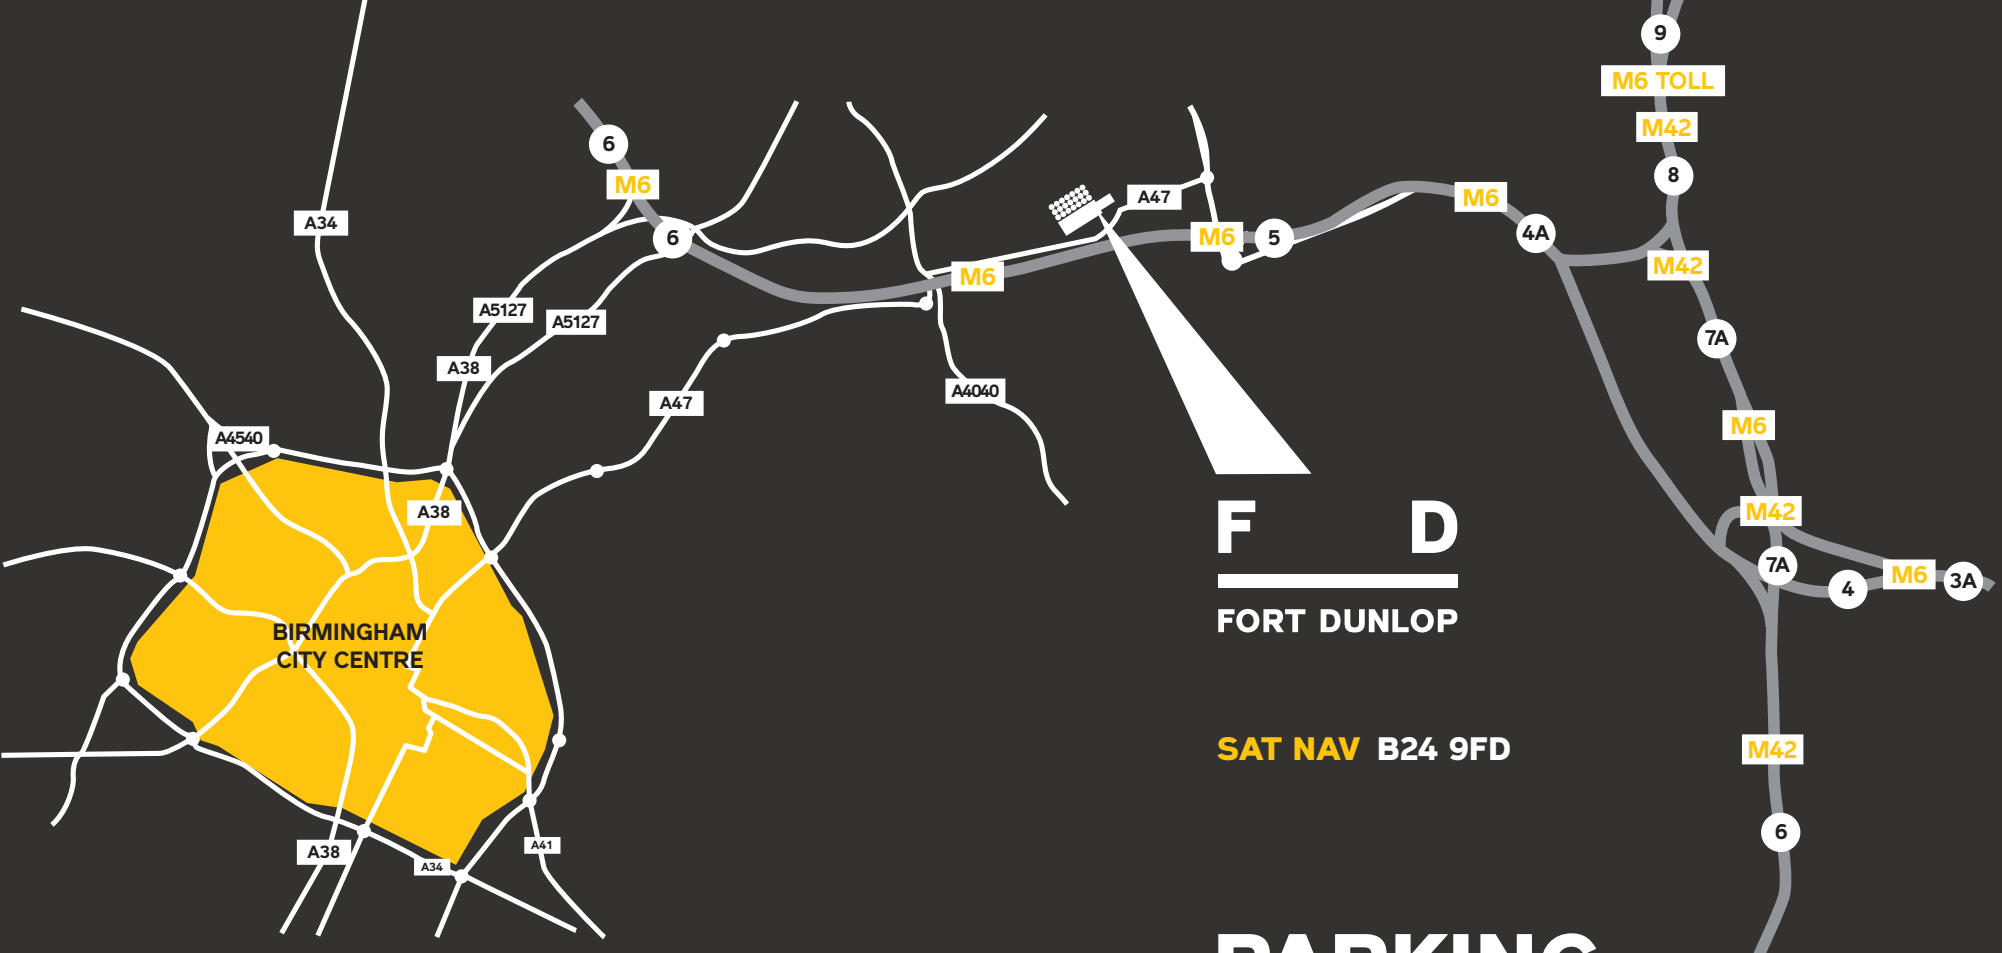 9
M6 TOLL
M42
6
8
M6
A34
A47
6
M6
5
M6
4A
M6
M42
A5127
A5127
7A
A38
A47
A4040
M6
A4540
A38
M42
F D
7A
4
M6
3A
FORT DUNLOP
BIRMINGHAM
CITY CENTRE
SAT NAV B24 9FD
M42
6
A38
A34
A41
PARKING